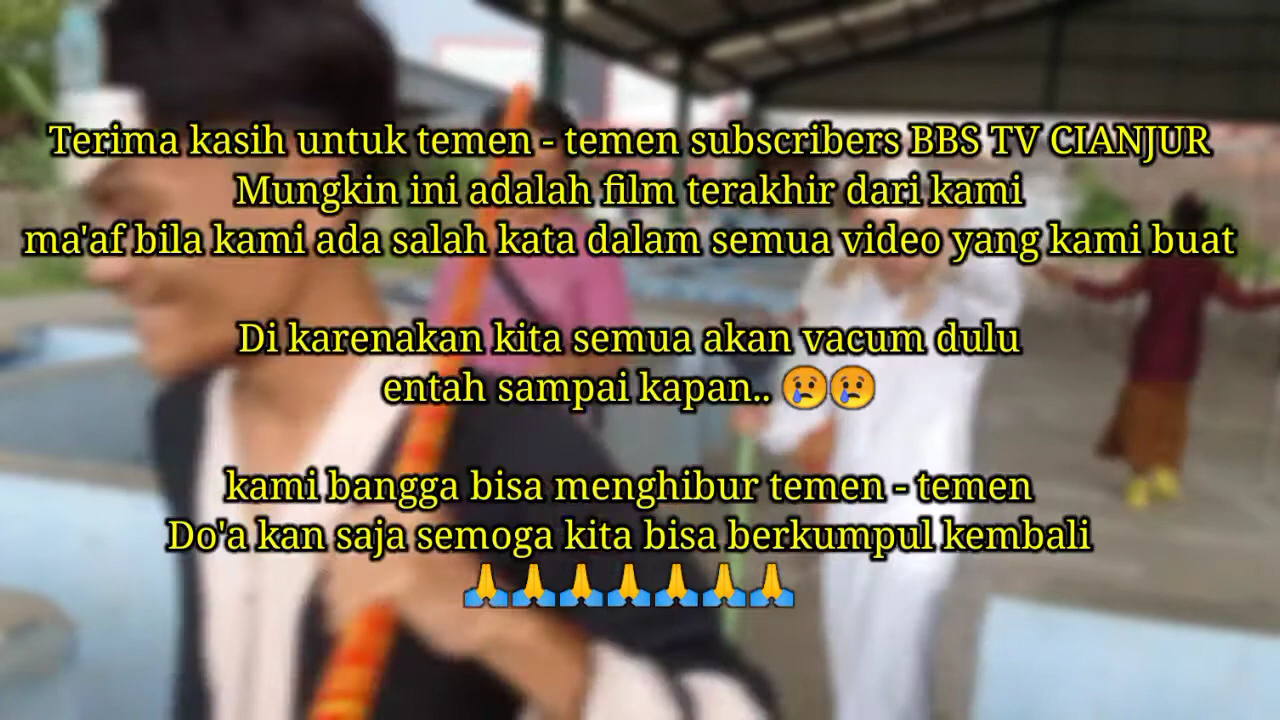 Terima kasih untuk temen - temen subscribers BBS TV CIANJUR
Mungkin ini adalah film terakhir dari kami
ma'af bila kami ada salah kata dalam semua video yang kami buat
Di karenakan kita semua akan vacum dulu
entah sampai kapan.. 😢😢
kami bangga bisa menghibur temen - temen
Do'a kan saja semoga kita bisa berkumpul kembali
🙏🙏🙏🙏🙏🙏🙏